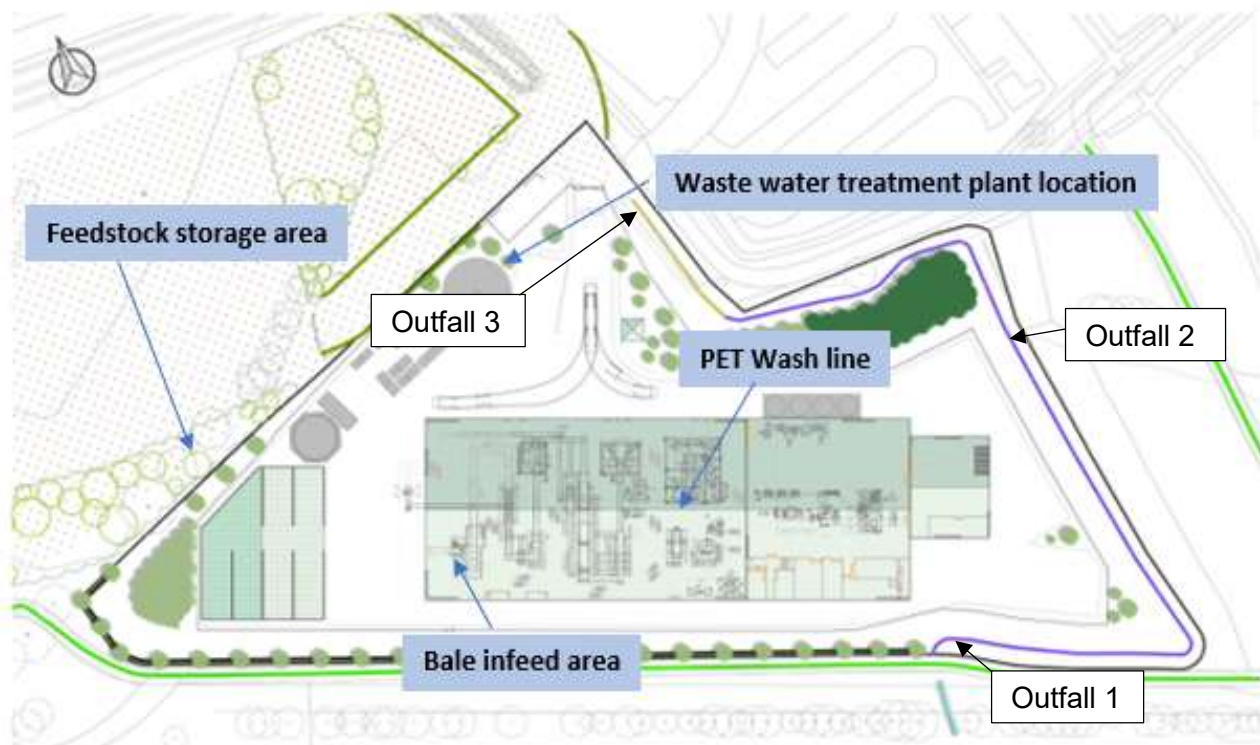 Waste water treatment plant location
Feedstock storage area
Outfall 3
Outfall 2
PET Wash line
Bale infeed area
Outfall 1